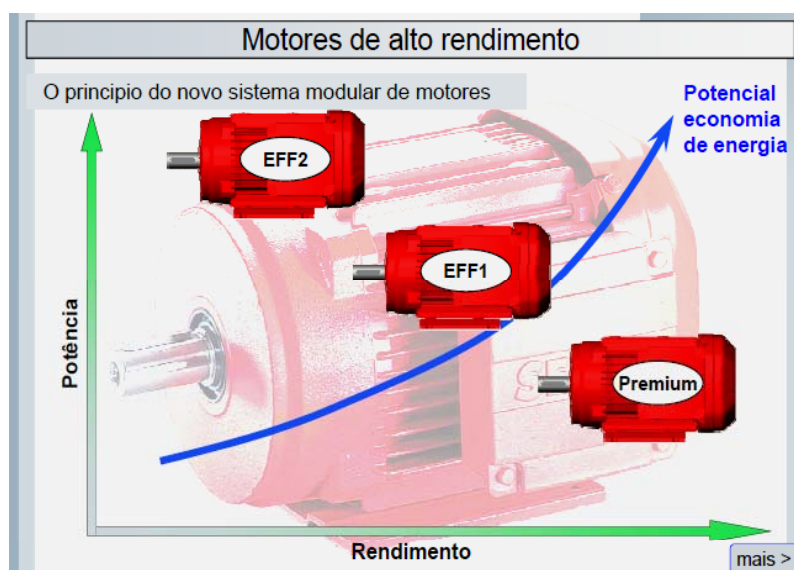 Motores de alto rendimento
O principio do novo sistema modular de motores
Potencial
economia
de energia
EFF2
EFF1
Premium
Potência
Rendimento
mais >